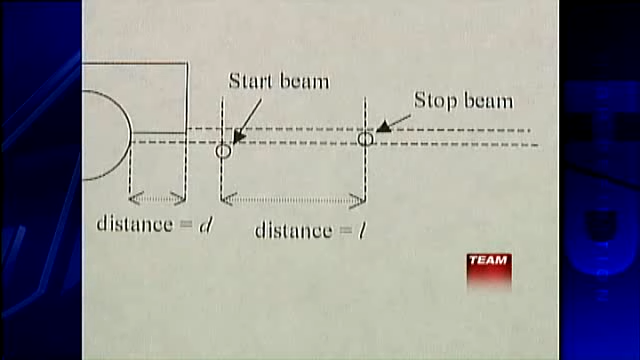 Start beam
Stop beam
distance = d
distance = l
TEAM